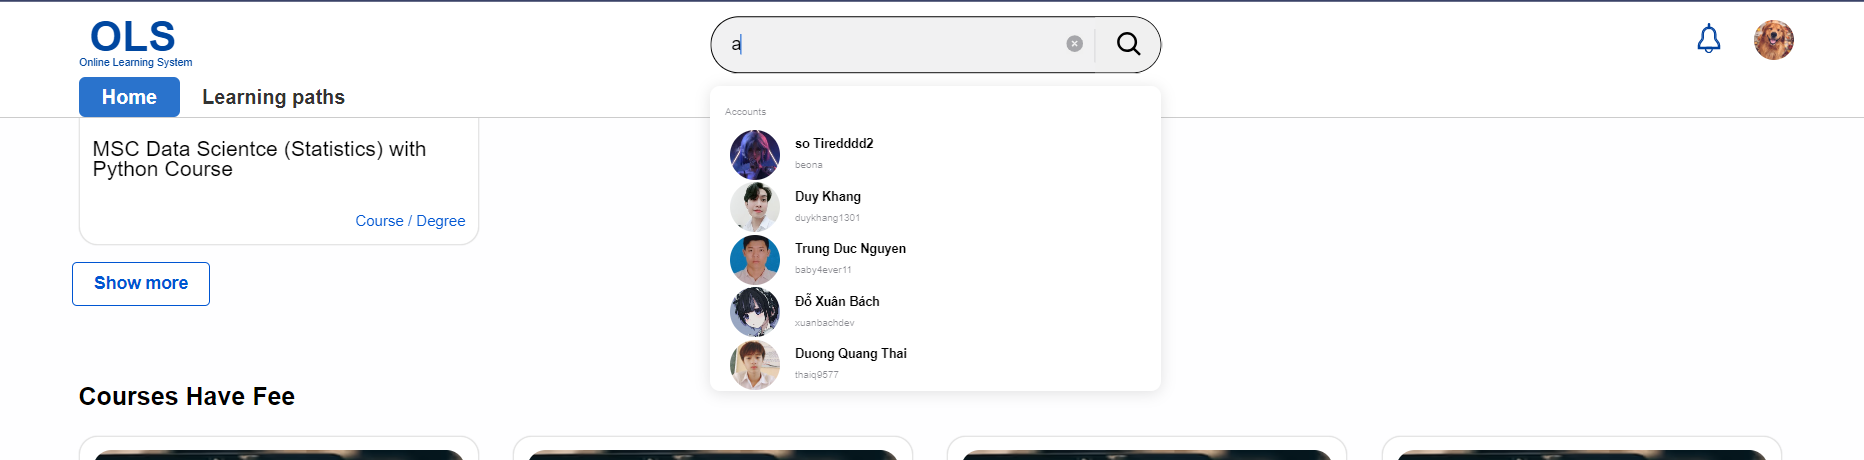 OLS
Online Learning System
a
Home
Learning paths
Accounts
so Tiredddd2
beona
Duy Khang
duykhang1301
Trung Duc Nguyen
baby4ever11
Đỗ Xuân Bách
xuanbachdev
Duong Quang Thai
thaiq9577
MSC Data Scientce (Statistics) with
Python Course
Course / Degree
Show more
Courses Have Fee